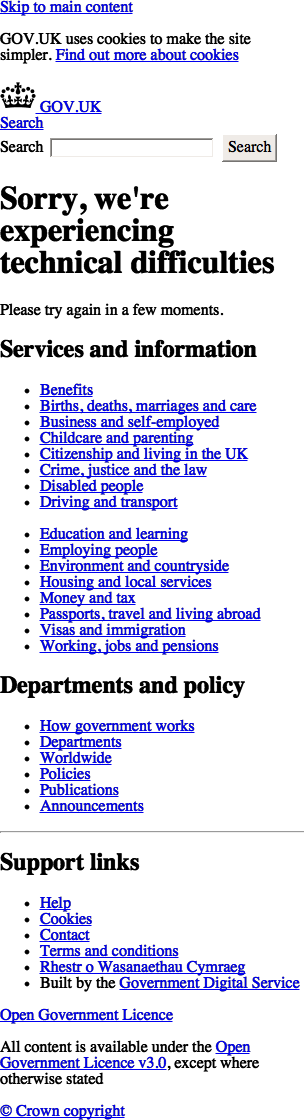 Skip to main content
GOV.UK uses cookies to make the site
simpler. Find out more about cookies
GOV.UK
Search
Search Search
Sorry, we're
experiencing
technical difficulties
Please try again in a few moments.
Services and information
Benefits
Births, deaths, marriages and care
Business and self-employed
Childcare and parenting
Citizenship and living in the UK
Crime, justice and the law
Disabled people
Driving and transport
Education and learning
Employing people
Environment and countryside
Housing and local services
Money and tax
Passports, travel and living abroad
Visas and immigration
Working, jobs and pensions
Departments and policy
How government works
Departments
Worldwide
Policies
Publications
Announcements
Support links
Help
Cookies
Contact
Terms and conditions
Rhestr o Wasanaethau Cymraeg
Built by the Government Digital Service
Open Government Licence
All content is available under the Open
Government Licence v3.0, except where
otherwise stated
© Crown copyright